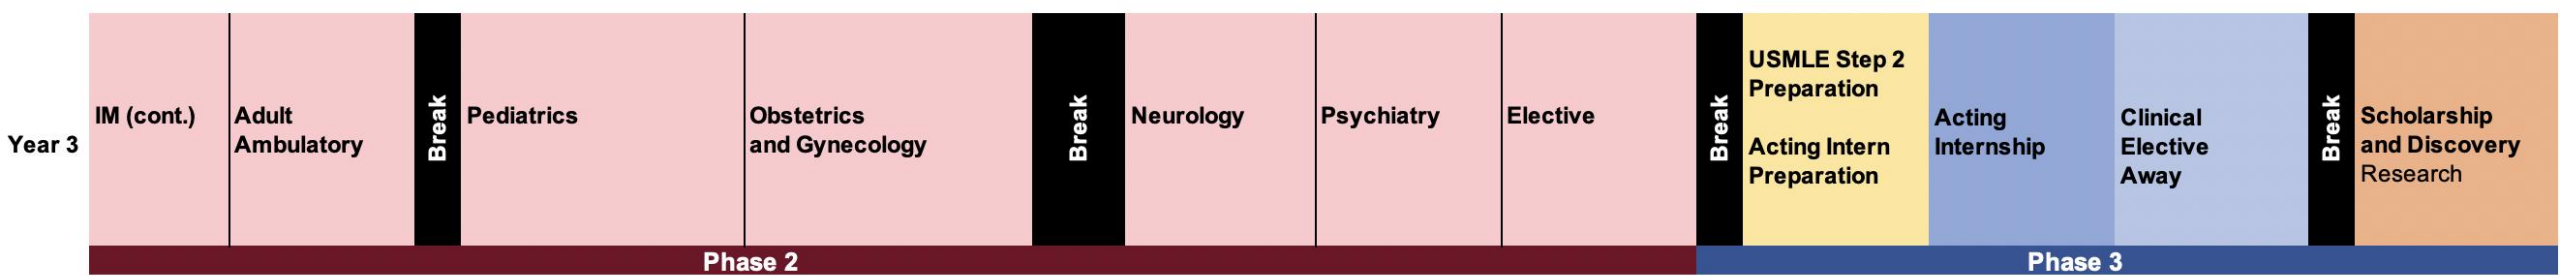 Year 3
IM (cont.)
Adult
Ambulatory
Break
Pediatrics
Obstetrics
and Gynecology
Break
Neurology
Psychiatry
Elective
Break
USMLE Step 2
Preparation
Acting Intern
Preparation
Acting
Internship
Clinical
Elective
Away
Break
Scholarship
and Discovery
Research
Phase 2
Phase 3